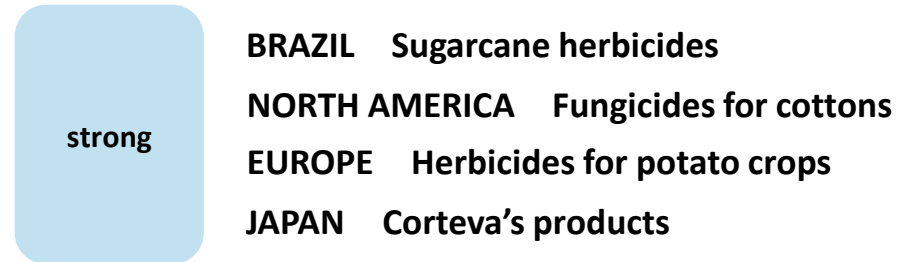 strong
BRAZIL Sugarcane herbicides
NORTH AMERICA Fungicides for cottons
EUROPE Herbicides for potato crops
JAPAN Corteva's products